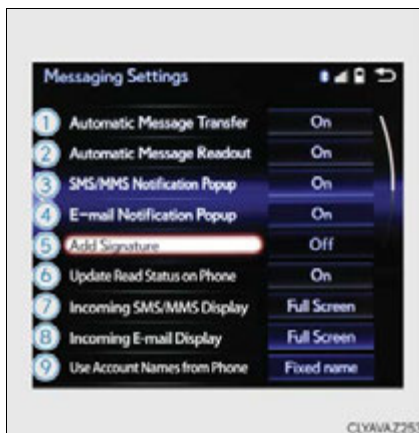 Messaging Settings
1 Automatic Message Transfer On
2 Automatic Message Readout On
3 SMS/MMS Notification Popup On
4 E-mail Notification Popup On
5 Add Signature Off
6 Update Read Status on Phone On
7 Incoming SMS/MMS Display Full Screen
8 Incoming E-mail Display Full Screen
9 Use Account Names from Phone Fixed name